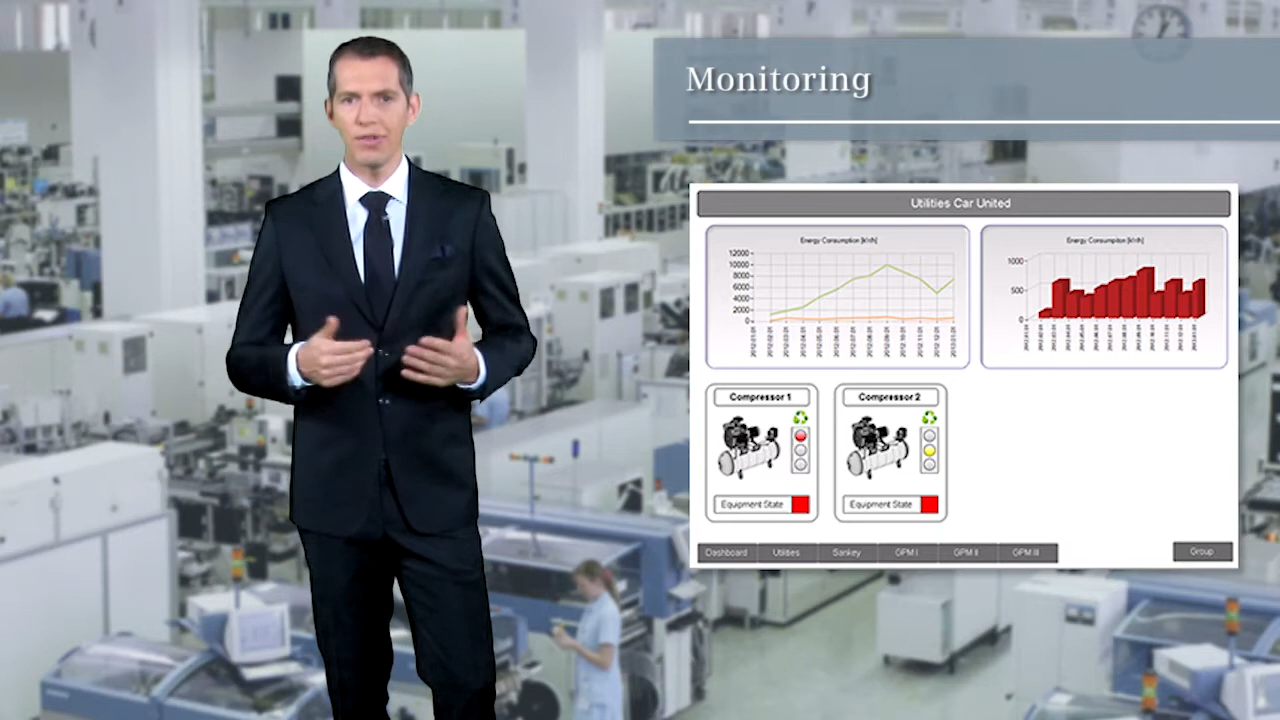 Monitoring
Utilities Car United
Energy Consumption [kWh]
12000
10000
8000
6000
4000
2000
0
Energy Consumption [kWh]
1000
500
0
Compressor 1
Compressor 2
Equipment State
Equipment State
Dashboard
Utilities
Sankey
GPM I
GPM II
GPM III
Group